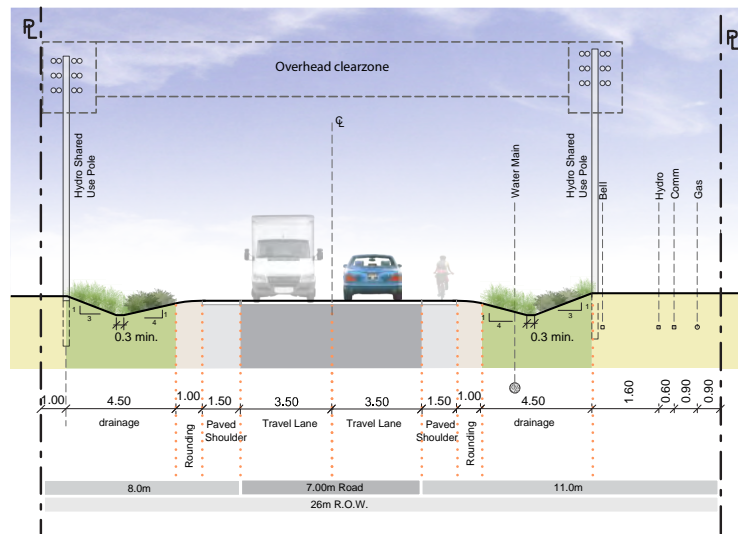 PL
PL
Overhead clearzone
CL
Hydro Shared
Use Pole
Water Main
Hydro Shared
Use Pole
Bell
Hydro
Comm
Gas
1
3
4
1
1
4
3
1
0.3 min.
0.3 min.
1.00
4.50
1.00
1.50
3.50
3.50
1.50
1.00
4.50
1.60
0.60
0.90
0.90
drainage
Rounding
Paved
Shoulder
Travel Lane
Travel Lane
Paved
Shoulder
Rounding
drainage
8.0m
7.00m Road
11.0m
26m R.O.W.